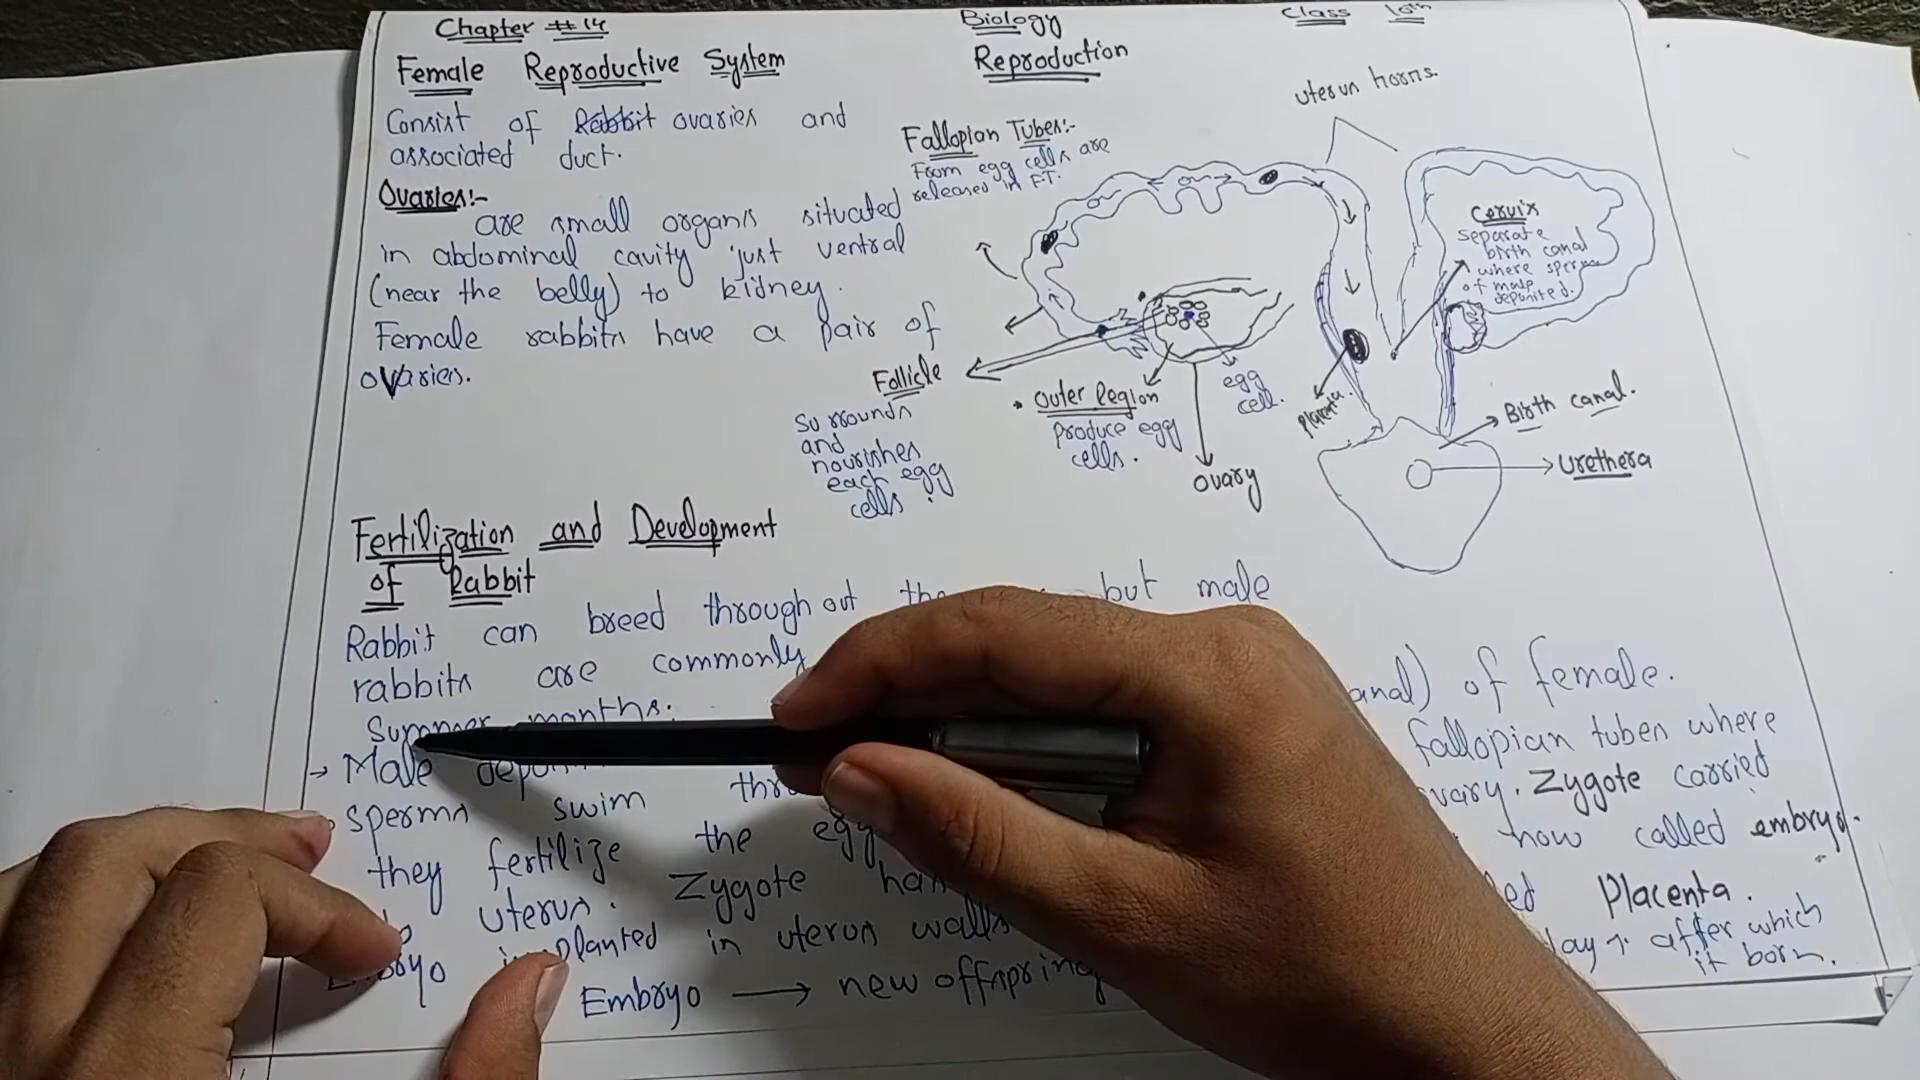 Chapter #14
Biology
Class 10th
Female Reproductive System
Reproduction
Consist of Rabbit ovaries and
associated duct.
Ovaries:-
are small organs situated
in abdominal cavity just ventral
(near the belly) to kidney.
Female rabbits have a pair of
ovaries.
Fallopian Tubes:-
From egg cells are
released in F.T.
uterun horns.
Cervix
separate
birth canal
where sperms
of male
deposited.
Follicle
Surrounds
and
nourishes
each egg
cells.
Outer Region
produce egg
cells.
egg
cell.
Ovary
Placenta.
Birth canal.
Urethera
Fertilization and Development
of Rabbit
Rabbit can breed through out the but male
rabbits are commonly
Summer months.
→ Male anal) of female.
sperms swim fallopian tubes where
they fertilize the egg Zygote carried
uterus. Zygote has now called embryo.
implanted in uterus walls Placenta.
Embryo → new offspring after which
it born.